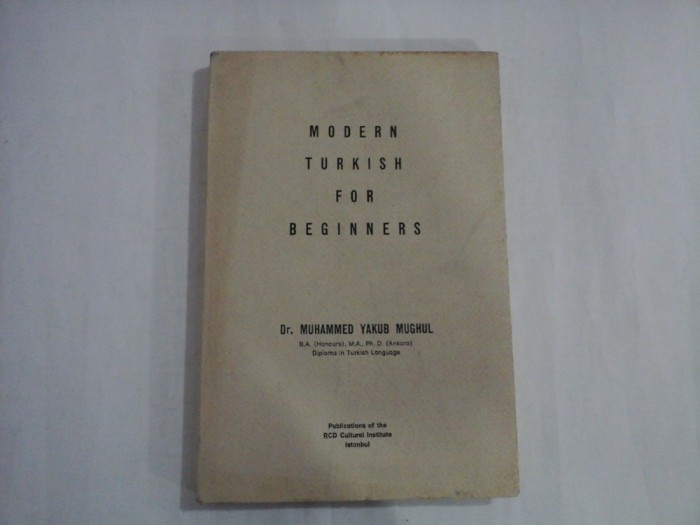 MODERN
TURKISH
FOR
BEGINNERS
Dr. MUHAMMED YAKUB MUGHUL
B.A. (Honours), M.A., Ph. D. (Ankara)
Diploma in Turkish Language
Publications of the
RCD Cultural Institute
Istanbul